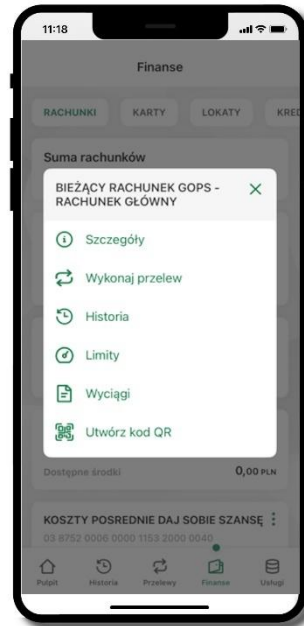 11:18
Finanse
RACHUNKI KARTY LOKATY KRED
Suma rachunków
BIEŻĄCY RACHUNEK GOPS -
RACHUNEK GŁÓWNY
Szczegóły
Wykonaj przelew
Historia
Limity
Wyciągi
Utwórz kod QR
Dostępne środki 0,00 PLN
KOSZTY POSREDNIE DAJ SOBIE SZANSĘ
03 8752 0006 0000 1153 2000 0040
Pulpit Historia Przelewy Finanse Usługi